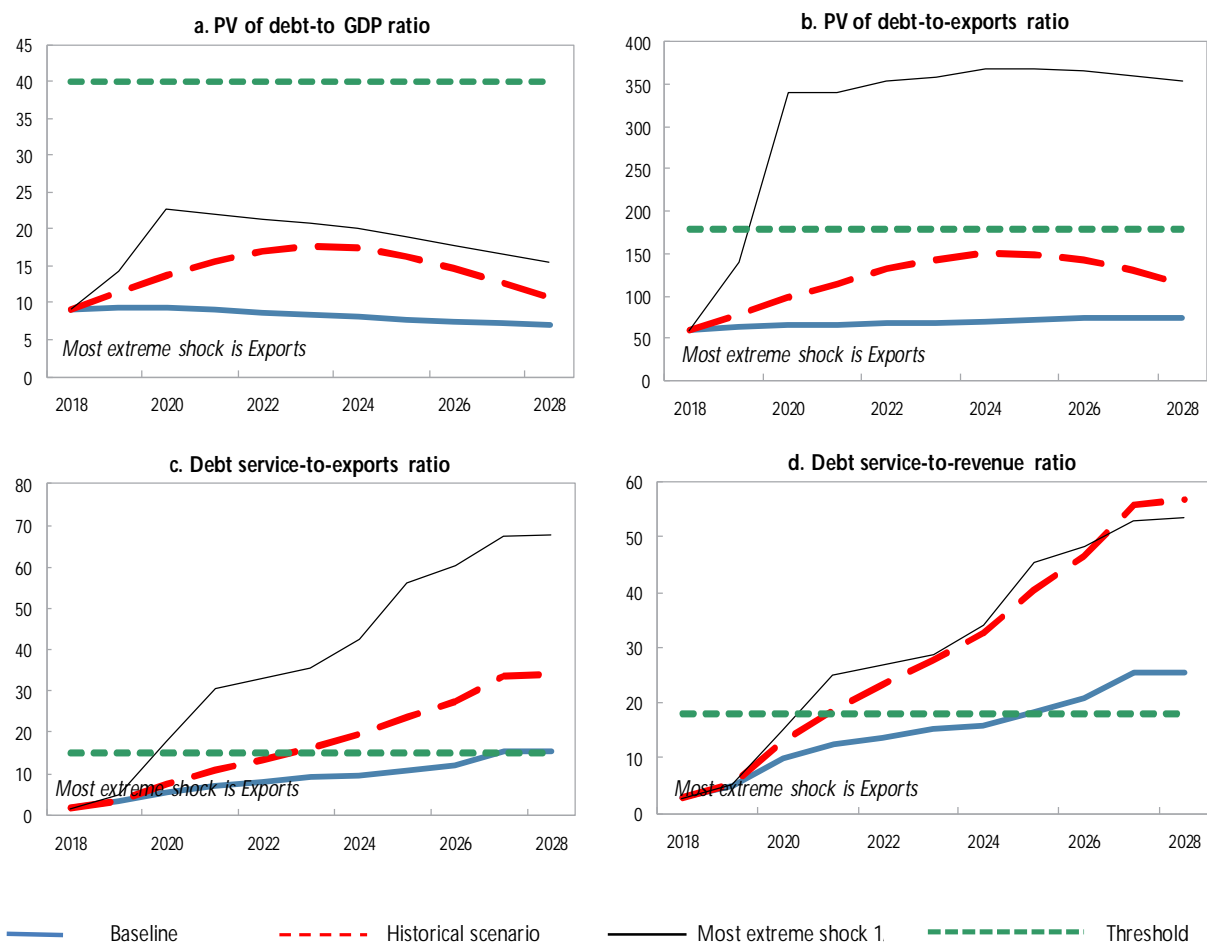 a. PV of debt-to GDP ratio
45
40
35
30
25
20
15
10
5
0
Most extreme shock is Exports
2018 2020 2022 2024 2026 2028
b. PV of debt-to-exports ratio
400
350
300
250
200
150
100
50
0
Most extreme shock is Exports
2018 2020 2022 2024 2026 2028
c. Debt service-to-exports ratio
80
70
60
50
40
30
20
10
0
Most extreme shock is Exports
2018 2020 2022 2024 2026 2028
d. Debt service-to-revenue ratio
60
50
40
30
20
10
0
Most extreme shock is Exports
2018 2020 2022 2024 2026 2028
Baseline Historical scenario Most extreme shock 1. Threshold